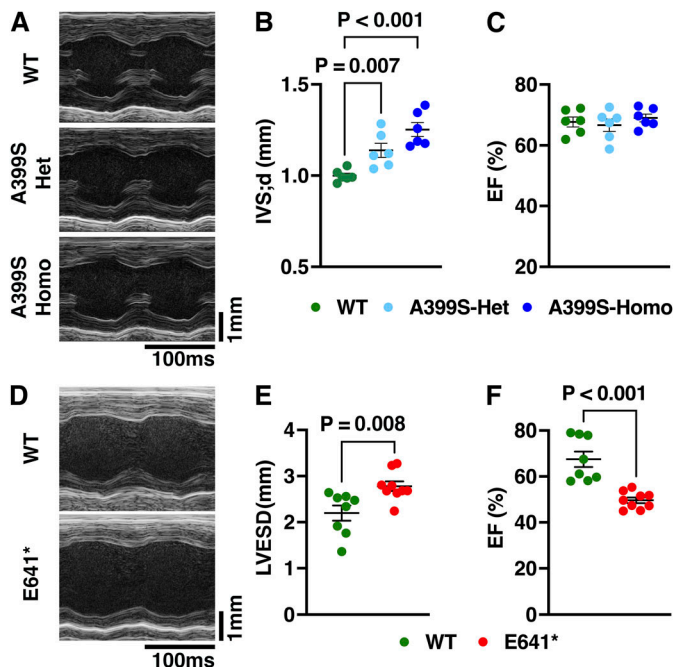 A
WT
A399S
Het
A399S
Homo
1mm
100ms
B
P < 0.001
P = 0.007
1.5
1.0
0.5
IVS;d (mm)
C
80
60
40
20
EF (%)
WT A399S-Het A399S-Homo
D
WT
E641*
1mm
100ms
E
P = 0.008
4
3
2
1
0
LVESD (mm)
F
P < 0.001
80
60
40
20
0
EF (%)
WT E641*